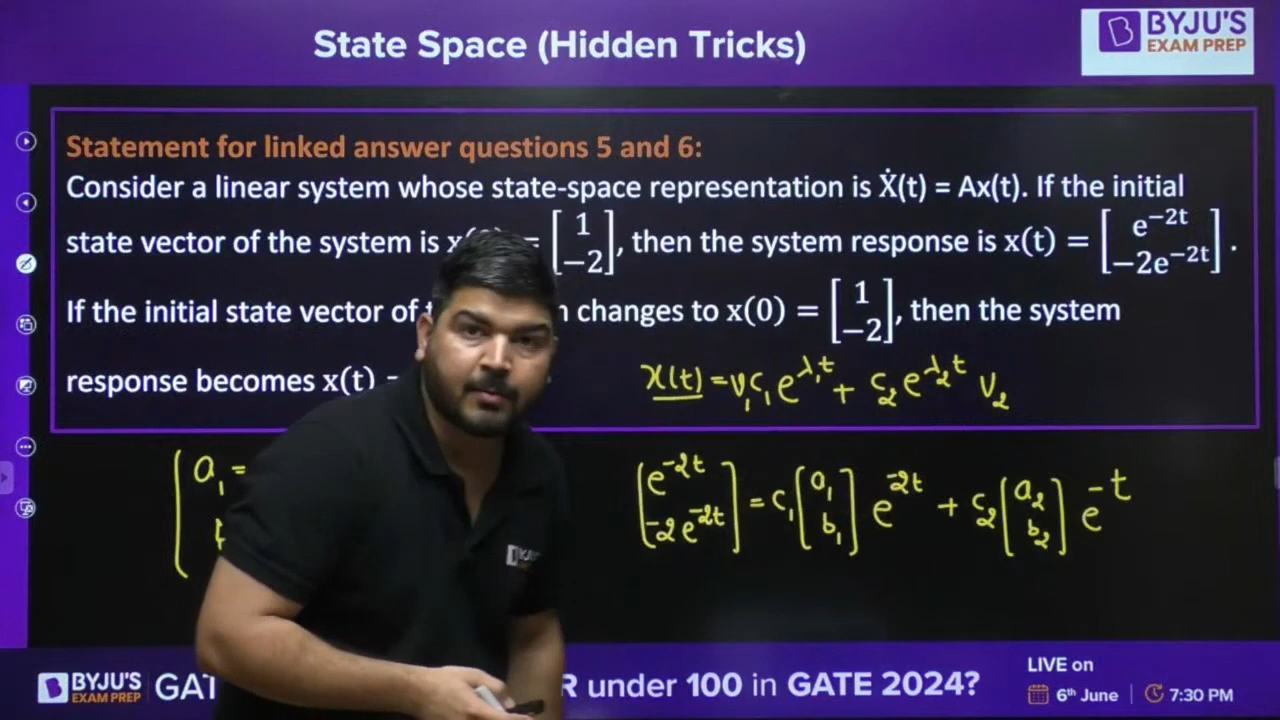 State Space (Hidden Tricks)
BYJU'S
EXAM PREP
Statement for linked answer questions 5 and 6:
Consider a linear system whose state-space representation is Ẋ(t) = Ax(t). If the initial
state vector of the system is x = [1 −2], then the system response is x(t) = [e^−2t −2e^−2t].
If the initial state vector of changes to x(0) = [1 −2], then the system
response becomes x(t) =
x(t) = v₁c₁e^λ₁t + c₂e^λ₂t v₂
a₁ =
[e^-2t -2e^-2t] = c₁[a₁ b₁]e^-2t + c₂[a₂ b₂]e^-t
BYJU'S
EXAM PREP
GAT
R under 100 in GATE 2024?
LIVE on
6th June | 7:30 PM